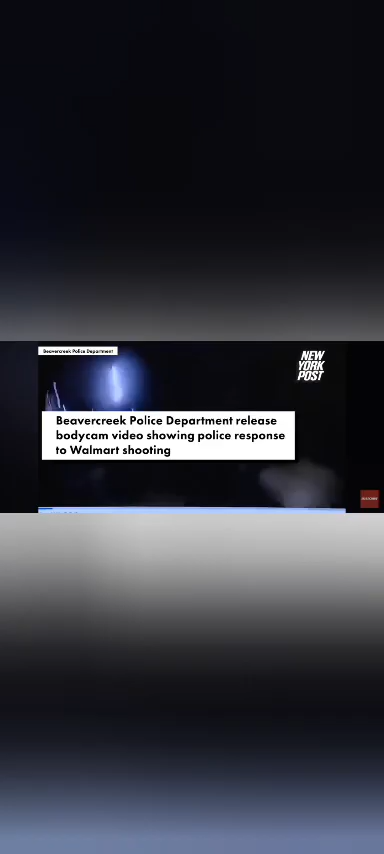 Beavercreek Police Department
NEW
YORK
POST
Beavercreek Police Department release
bodycam video showing police response
to Walmart shooting